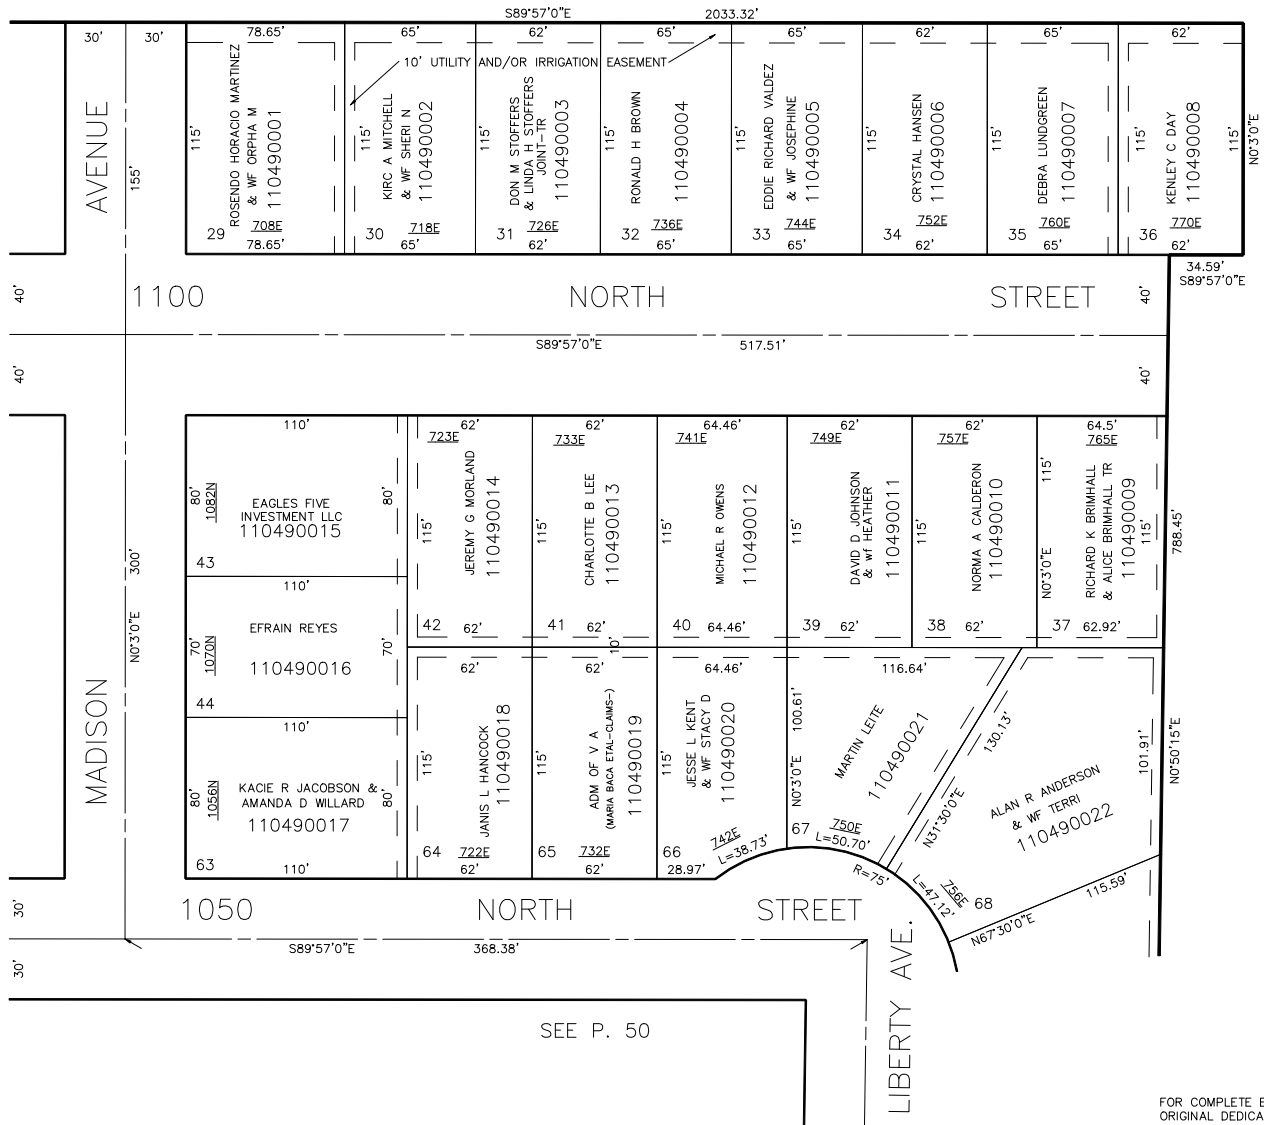 S89°57'0"E 2033.32'
30' 30' 78.65' 65' 62' 65' 65' 62' 65' 62'
10' UTILITY AND/OR IRRIGATION EASEMENT
AVENUE
155'
115'
ROSENDO HORACIO MARTINEZ
& WF ORPHA M
110490001
29 708E
78.65'
115'
KIRC A MITCHELL
& WF SHERI N
110490002
30 718E
65'
115'
DON M STOFFERS
& LINDA H STOFFERS
JOINT-TR
110490003
31 726E
62'
RONALD H BROWN
115'
110490004
32 736E
65'
115'
EDDIE RICHARD VALDEZ
& WF JOSEPHINE
110490005
33 744E
65'
115'
CRYSTAL HANSEN
110490006
34 752E
62'
115'
DEBRA LUNDGREEN
110490007
35 760E
65'
115'
KENLEY C DAY
110490008
36 770E
62'
115'
N0°3'0"E
34.59'
S89°57'0"E
40' 1100 NORTH STREET 40'
S89°57'0"E 517.51'
40' 40'
110' 62' 62' 64.46' 62' 62' 64.5'
80'
1082N
EAGLES FIVE
INVESTMENT LLC
110490015
80'
43
723E
JEREMY G MORLAND
110490014
115'
42 62'
733E
CHARLOTTE B LEE
110490013
115'
41 62'
741E
MICHAEL R OWENS
110490012
40 64.46'
749E
115'
DAVID D JOHNSON
& wf HEATHER
110490011
39 62'
757E
115'
NORMA A CALDERON
110490010
38 62'
765E
115'
N0°3'0"E
RICHARD K BRIMHALL
& ALICE BRIMHALL TR
110490009
115'
37 62.92'
788.45'
300'
N0°3'0"E
110'
70'
1070N
EFRAIN REYES
110490016
70'
44
MADISON
110'
80'
1056N
KACIE R JACOBSON &
AMANDA D WILLARD
110490017
80'
63 110'
62'
115'
JANIS L HANCOCK
110490018
64 722E
62'
62' 10'
115'
ADM OF V A
(MARIA BACA ETAL-CLAIMS-)
110490019
65 732E
62'
64.46'
115'
JESSE L KENT
& WF STACY D
110490020
66 742E
28.97' L=38.73'
116.64'
N0°3'0"E 100.61'
MARTIN LEITE
110490021
67 750E
L=50.70'
R=75'
N31°30'0"E 130.13'
ALAN R ANDERSON
& WF TERRI
110490022
101.91'
N0°50'15"E
756E 68
L=47.12'
N67°30'0"E 115.59'
30' 1050 NORTH STREET
S89°57'0"E 368.38'
30'
LIBERTY AVE.
SEE P. 50
FOR COMPLETE
ORIGINAL